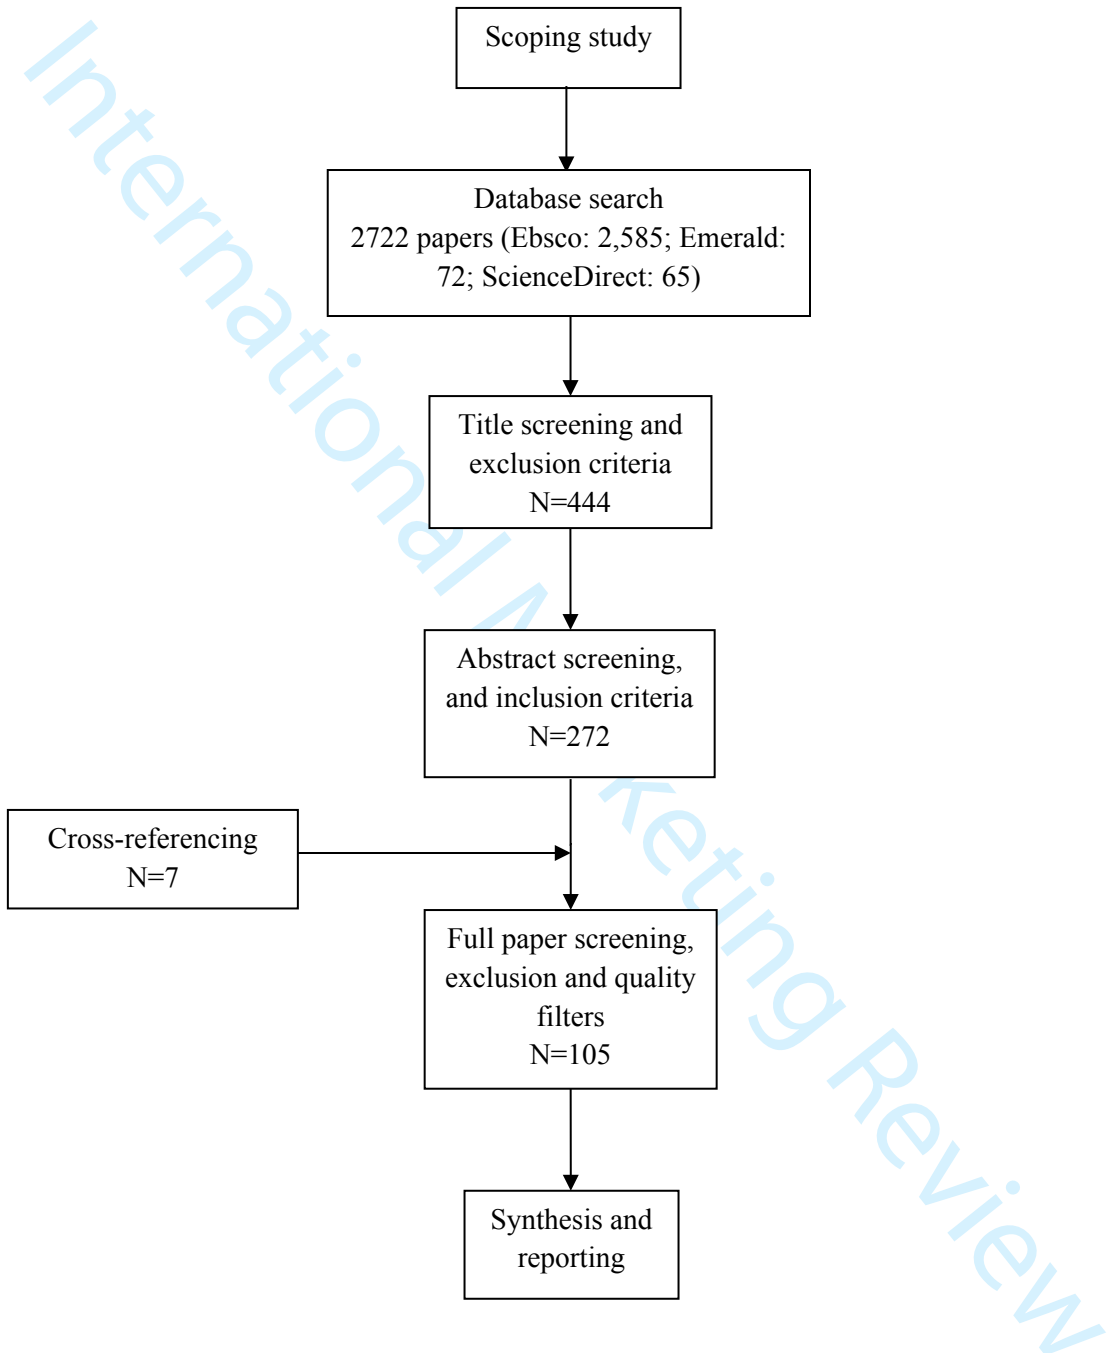 Scoping study
Database search
2722 papers (Ebsco: 2,585; Emerald:
72; ScienceDirect: 65)
Title screening and
exclusion criteria
N=444
Abstract screening,
and inclusion criteria
N=272
Cross-referencing
N=7
Full paper screening,
exclusion and quality
filters
N=105
Synthesis and
reporting
International Marketing Review